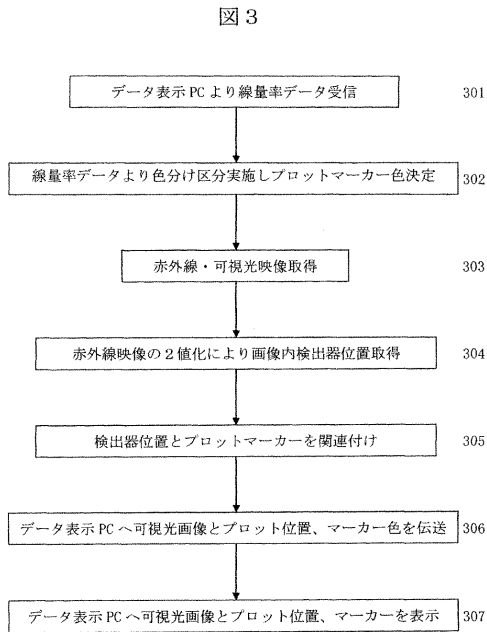 図３
データ表示 PC より線量率データ受信 301
線量率データより色分け区分実施しプロットマーカー色決定 302
赤外線・可視光映像取得 303
赤外線映像の２値化により画像内検出器位置取得 304
検出器位置とプロットマーカーを関連付け 305
データ表示 PC へ可視光画像とプロット位置、マーカー色を伝送 306
データ表示 PC へ可視光画像とプロット位置、マーカーを表示 307